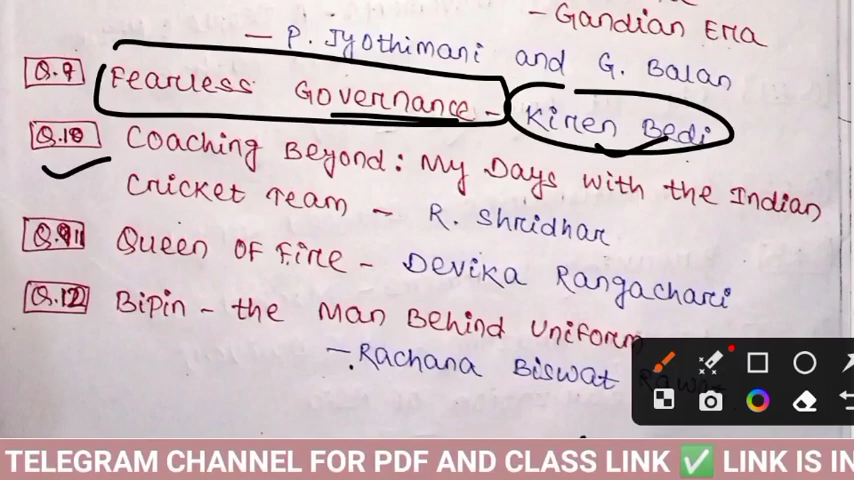 - Gandian Era
- P. Jyothimani and G. Balan
Q.9 Fearless Governance - Kiren Bedi
Q.10 Coaching Beyond: My Days with the Indian
Cricket Team - R. Shridhar
Q.11 Queen OF Fire - Devika Rangachari
Q.12 Bipin - the Man Behind Uniform
- Rachana Biswat Rawat
TELEGRAM CHANNEL FOR PDF AND CLASS LINK ✅ LINK IS IN